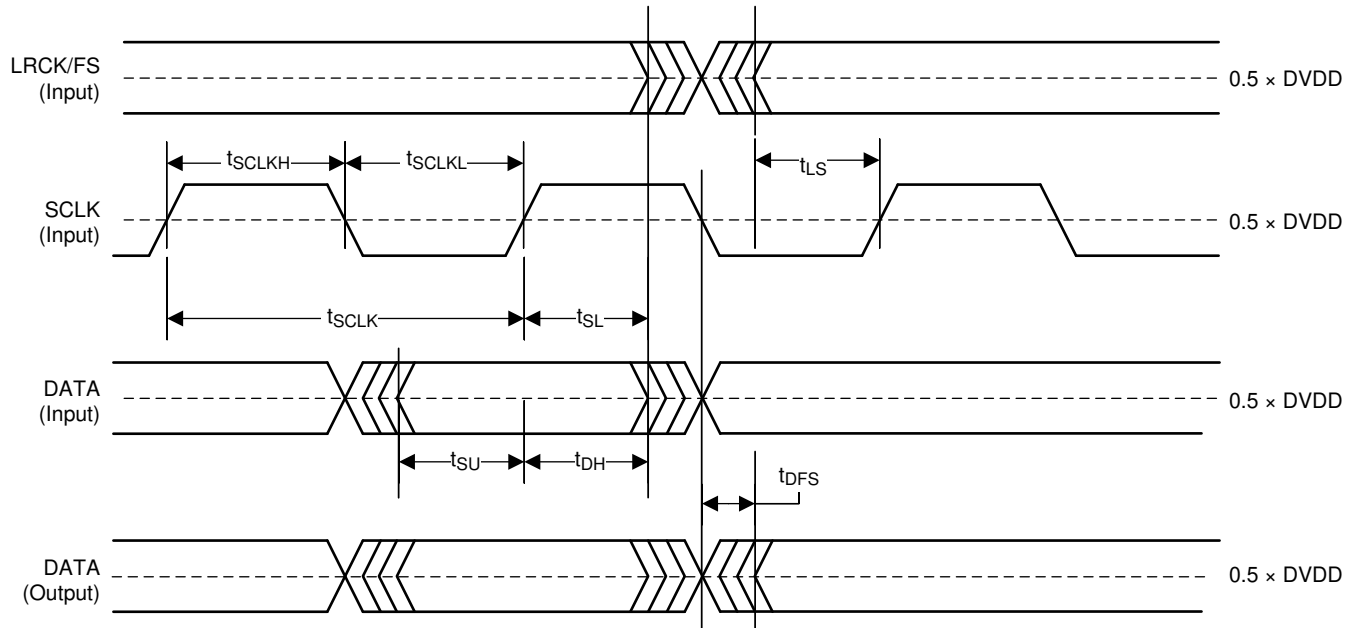 LRCK/FS
(Input)
0.5 × DVDD
tSCLKH
tSCLKL
tLS
SCLK
(Input)
0.5 × DVDD
tSCLK
tSL
DATA
(Input)
0.5 × DVDD
tSU
tDH
tDFS
DATA
(Output)
0.5 × DVDD